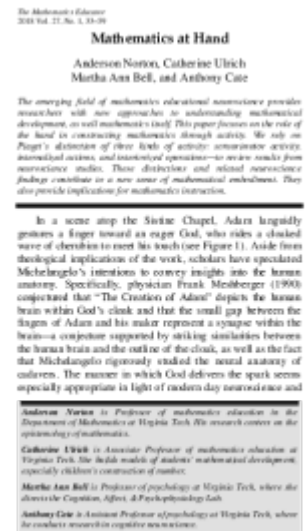 The Mathematics Educator
2018 Vol. 27, No. 1, 33–59
Mathematics at Hand
Anderson Norton, Catherine Ulrich
Martha Ann Bell, and Anthony Cate
The emerging field of mathematics educational neuroscience provides
researchers with new approaches to understanding mathematical
development, as well mathematics itself. This paper focuses on the role of
the hand in constructing mathematics through activity. We rely on
Piaget's distinction of three kinds of activity: sensorimotor activity,
internalized actions, and interiorized operations—to review results from
neuroscience studies. These distinctions and related neuroscience
findings contribute to a new sense of mathematical embodiment. They
also provide implications for mathematics instruction.
In a scene atop the Sistine Chapel, Adam languidly
gestures a finger toward an eager God, who rides a cloaked
wave of cherubim to meet his touch (see Figure 1). Aside from
theological implications of the work, scholars have speculated
Michelangelo's intentions to convey insights into the human
anatomy. Specifically, physician Frank Meshberger (1990)
conjectured that "The Creation of Adam" depicts the human
brain within God's cloak and that the small gap between the
fingers of Adam and his maker represent a synapse within the
brain—a conjecture supported by striking similarities between
the human brain and the outline of the cloak, as well as the fact
that Michelangelo rigorously studied the neural anatomy of
cadavers. The manner in which God delivers the spark seems
especially appropriate in light of modern day neuroscience and
Anderson Norton is Professor of mathematics education in the
Department of Mathematics at Virginia Tech. His research centers on the
epistemology of mathematics.
Catherine Ulrich is Associate Professor of mathematics education at
Virginia Tech. She builds models of students' mathematical development,
especially children's construction of number.
Martha Ann Bell is Professor of psychology at Virginia Tech, where she
directs the Cognition, Affect, & Psychophysiology Lab.
Anthony Cate is Assistant Professor of psychology at Virginia Tech, where
he conducts research in cognitive neuroscience.